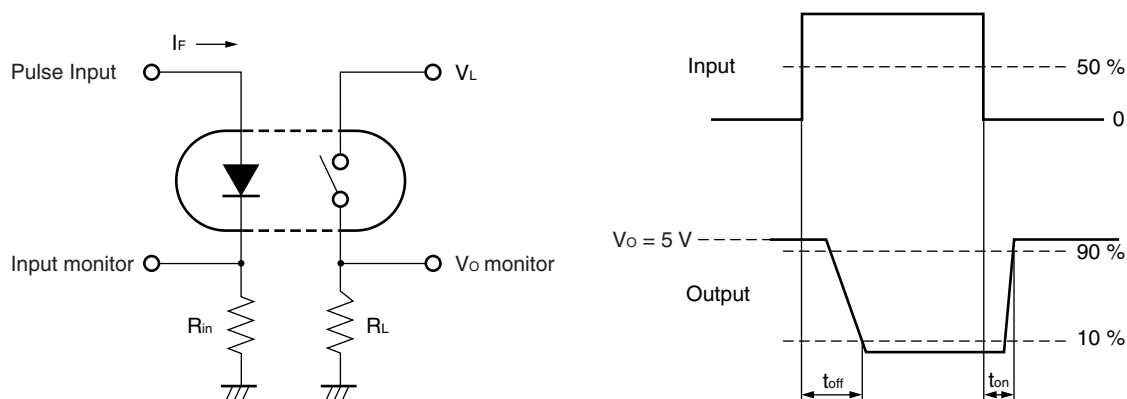 IF
Pulse Input
VL
Input monitor
VO monitor
Rin
RL
Input
50 %
0
VO = 5 V
90 %
Output
10 %
toff
ton